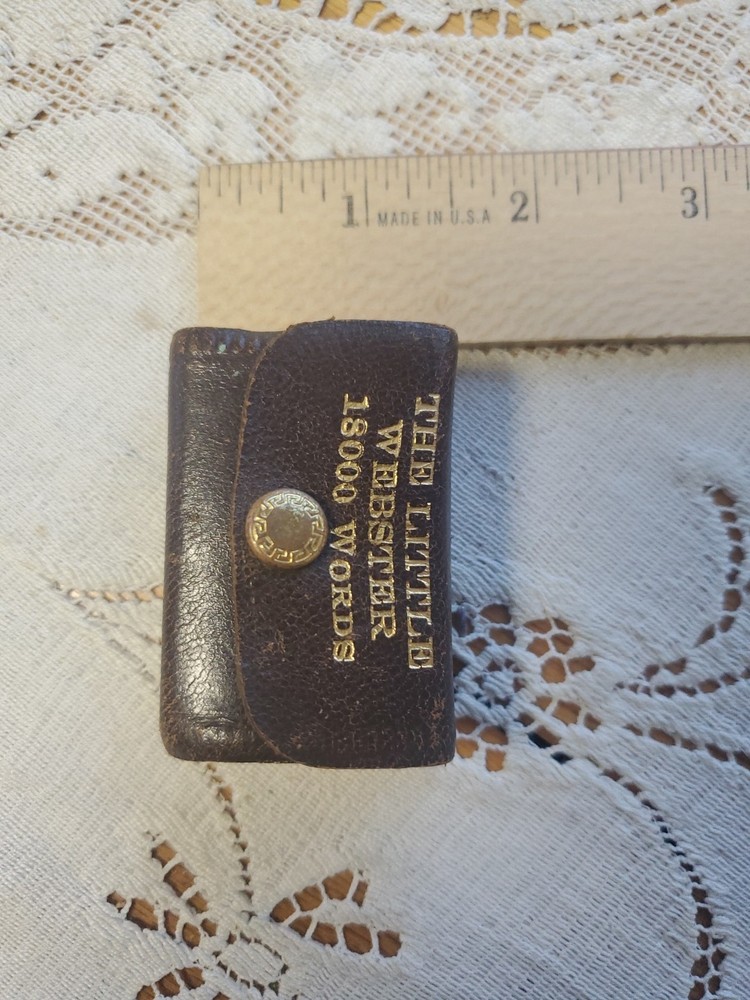 1 MADE IN U.S.A 2 3
THE LITTLE
WEBSTER
18000 WORDS